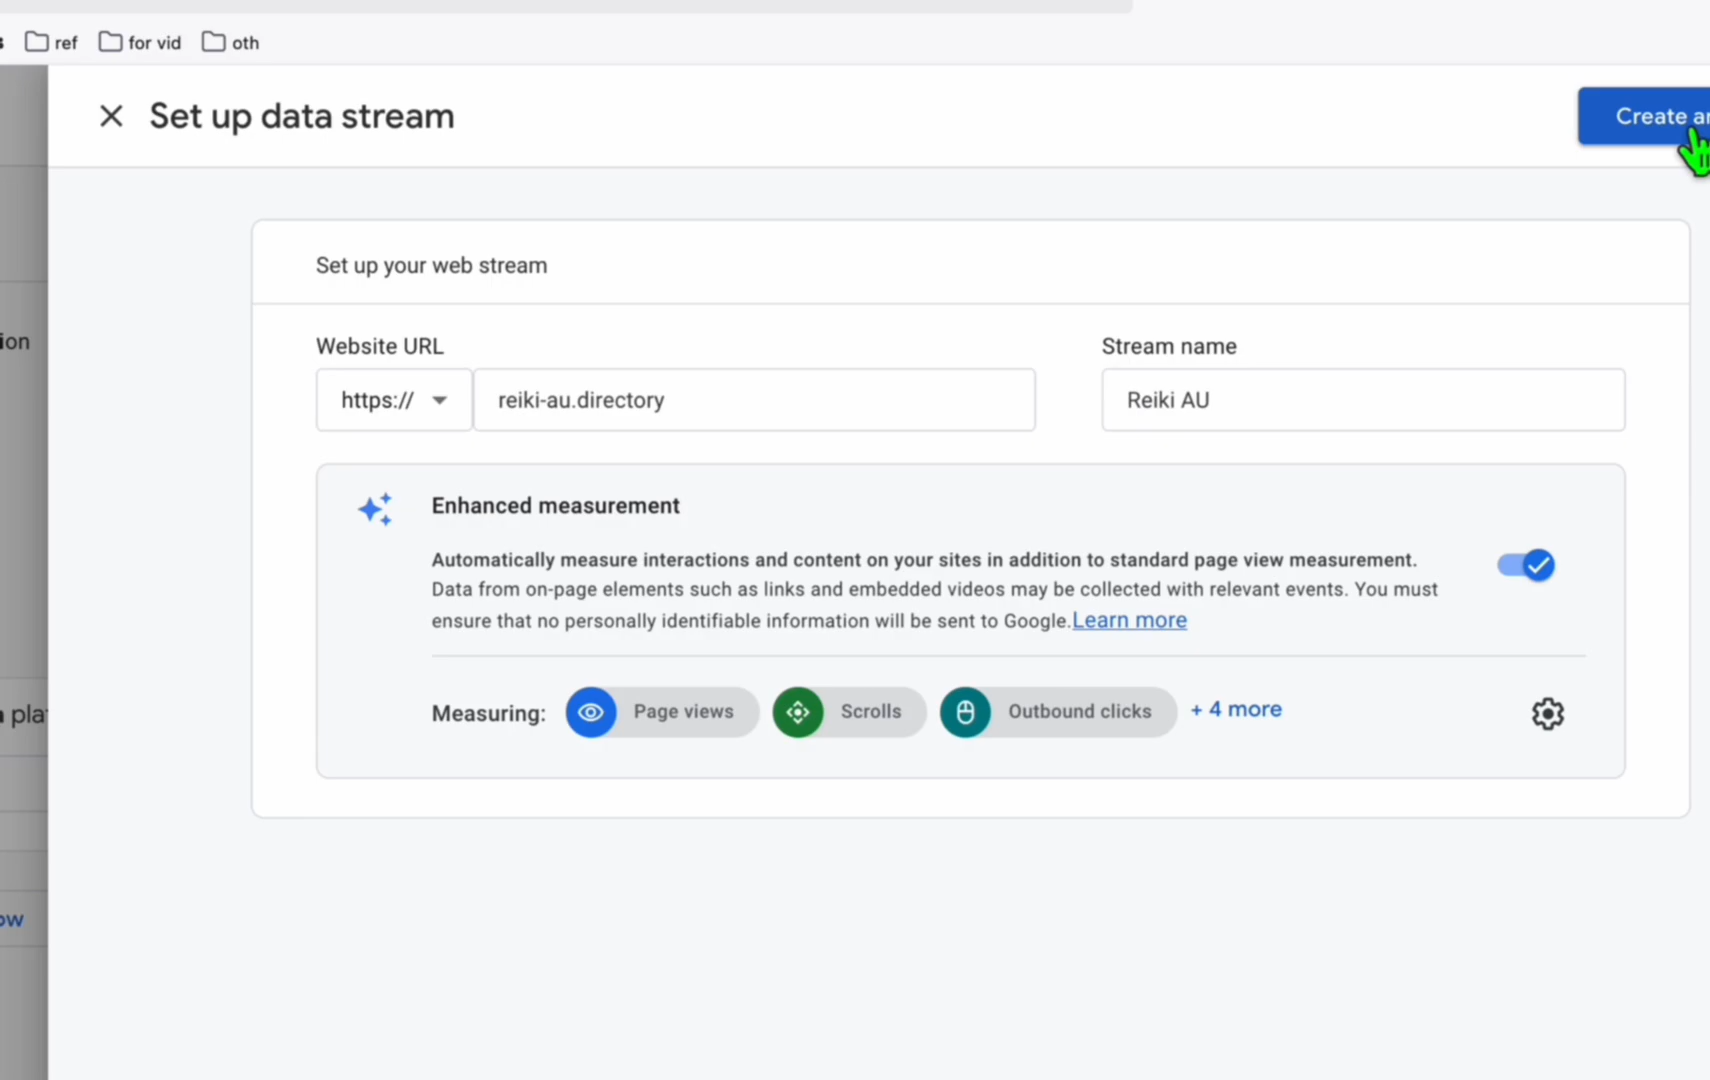 ref for vid oth
Set up data stream
Create
Set up your web stream
Website URL Stream name
https:// reiki-au.directory Reiki AU
Enhanced measurement
Automatically measure interactions and content on your sites in addition to standard page view measurement.
Data from on-page elements such as links and embedded videos may be collected with relevant events. You must
ensure that no personally identifiable information will be sent to Google. Learn more
Measuring: Page views Scrolls Outbound clicks + 4 more